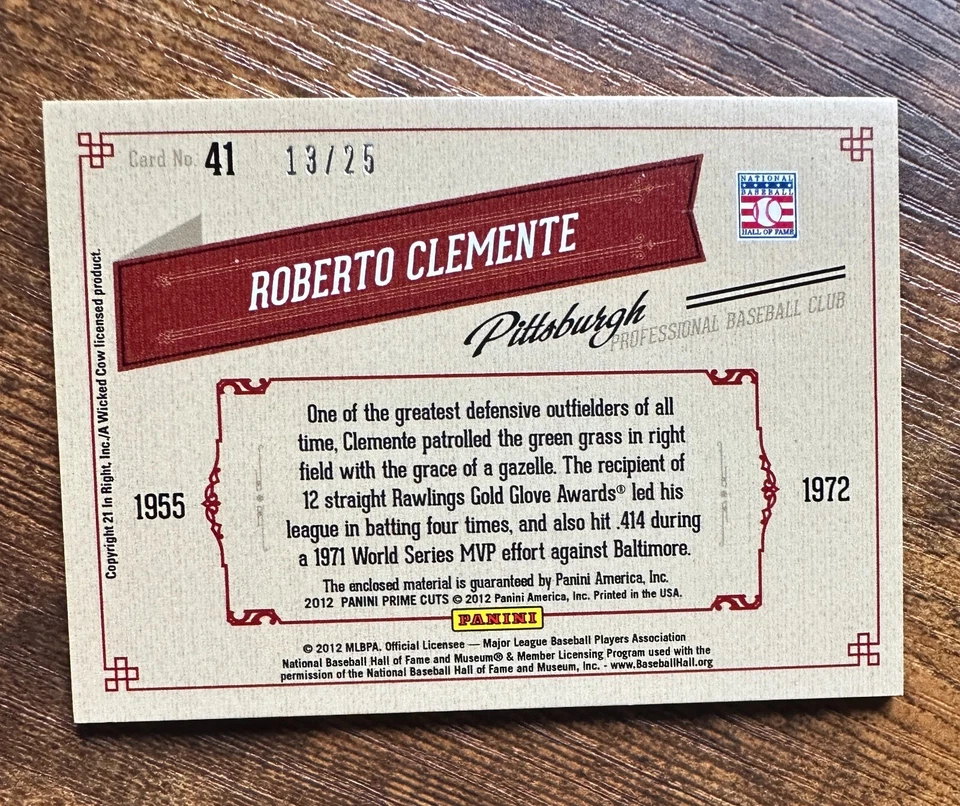 Card No. 41 13/25
NATIONAL
BASEBALL
HALL OF FAME
ROBERTO CLEMENTE
Pittsburgh
PROFESSIONAL BASEBALL CLUB
Copyright 21 In Right, Inc./A Wicked Cow licensed product.
One of the greatest defensive outfielders of all
time, Clemente patrolled the green grass in right
field with the grace of a gazelle. The recipient of
12 straight Rawlings Gold Glove Awards® led his
league in batting four times, and also hit .414 during
a 1971 World Series MVP effort against Baltimore.
1955
1972
The enclosed material is guaranteed by Panini America, Inc.
2012 PANINI PRIME CUTS © 2012 Panini America, Inc. Printed in the USA.
PANINI
© 2012 MLBPA. Official Licensee — Major League Baseball Players Association
National Baseball Hall of Fame and Museum® & Member Licensing Program used with the
permission of the National Baseball Hall of Fame and Museum, Inc. - www.BaseballHall.org